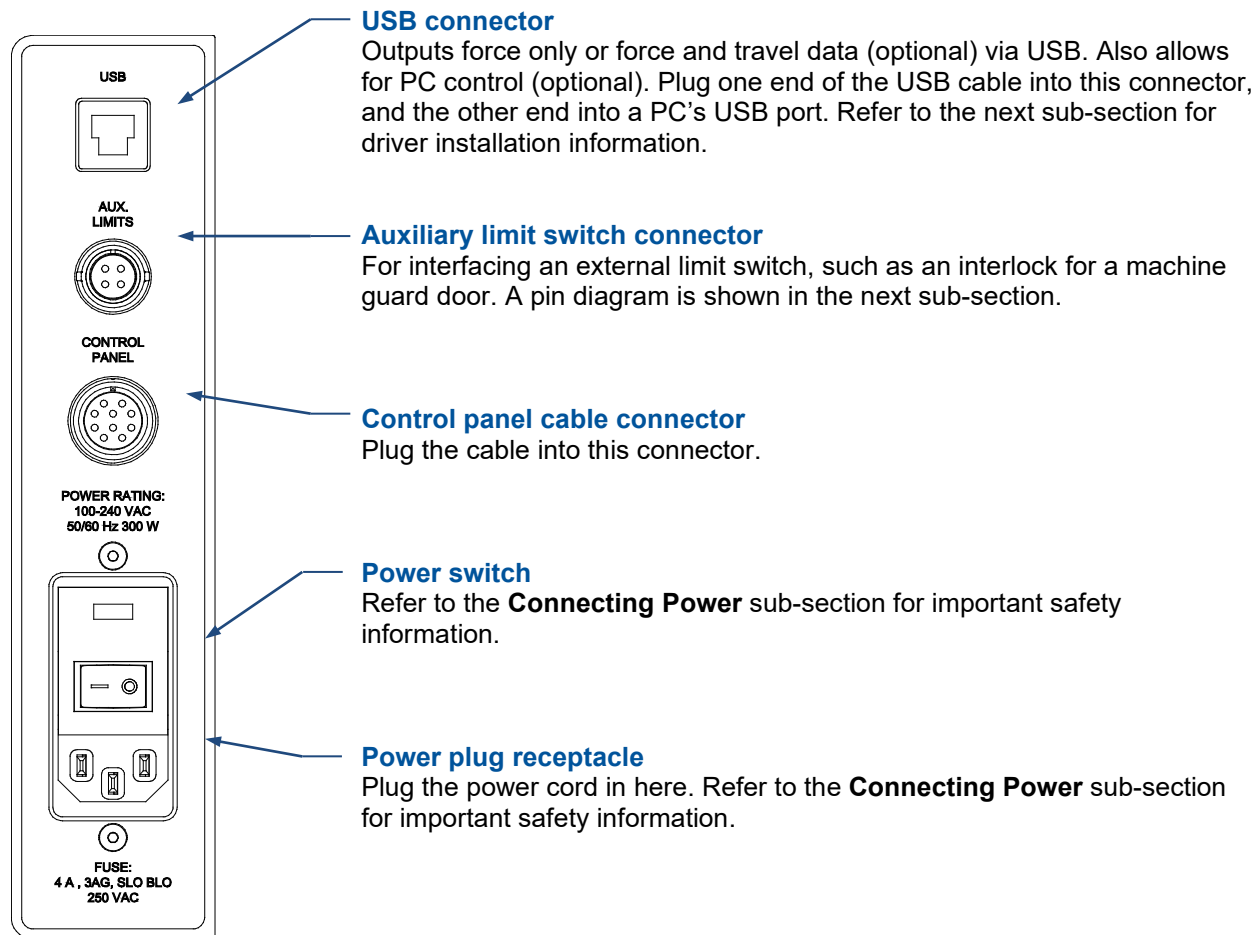 USB connector
Outputs force only or force and travel data (optional) via USB. Also allows
for PC control (optional). Plug one end of the USB cable into this connector,
and the other end into a PC’s USB port. Refer to the next sub-section for
driver installation information.
USB
Auxiliary limit switch connector
For interfacing an external limit switch, such as an interlock for a machine
guard door. A pin diagram is shown in the next sub-section.
AUX.
LIMITS
Control panel cable connector
Plug the cable into this connector.
CONTROL
PANEL
POWER RATING:
100-240 VAC
50/60 Hz 300 W
Power switch
Refer to the Connecting Power sub-section for important safety
information.
Power plug receptacle
Plug the power cord in here. Refer to the Connecting Power sub-section
for important safety information.
FUSE:
4 A , 3AG, SLO BLO
250 VAC